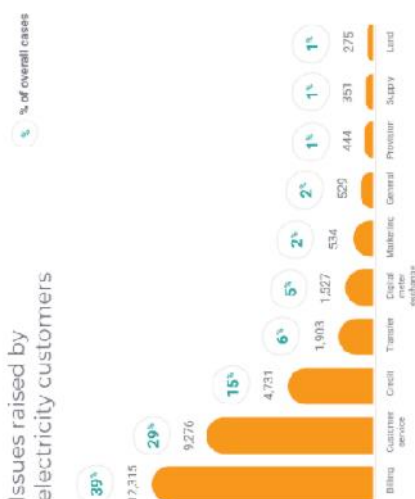 Issues raised by
electricity customers
% % of overall cases
39%
29%
15%
6%
5%
2%
2%
1%
1%
1%
12,315
9,276
4,731
1,903
1,527
534
529
444
351
275
Billing
Customer
service
Credit
Transfer
Digital
meter
exchange
Marketing
General
Provision
Supply
Land